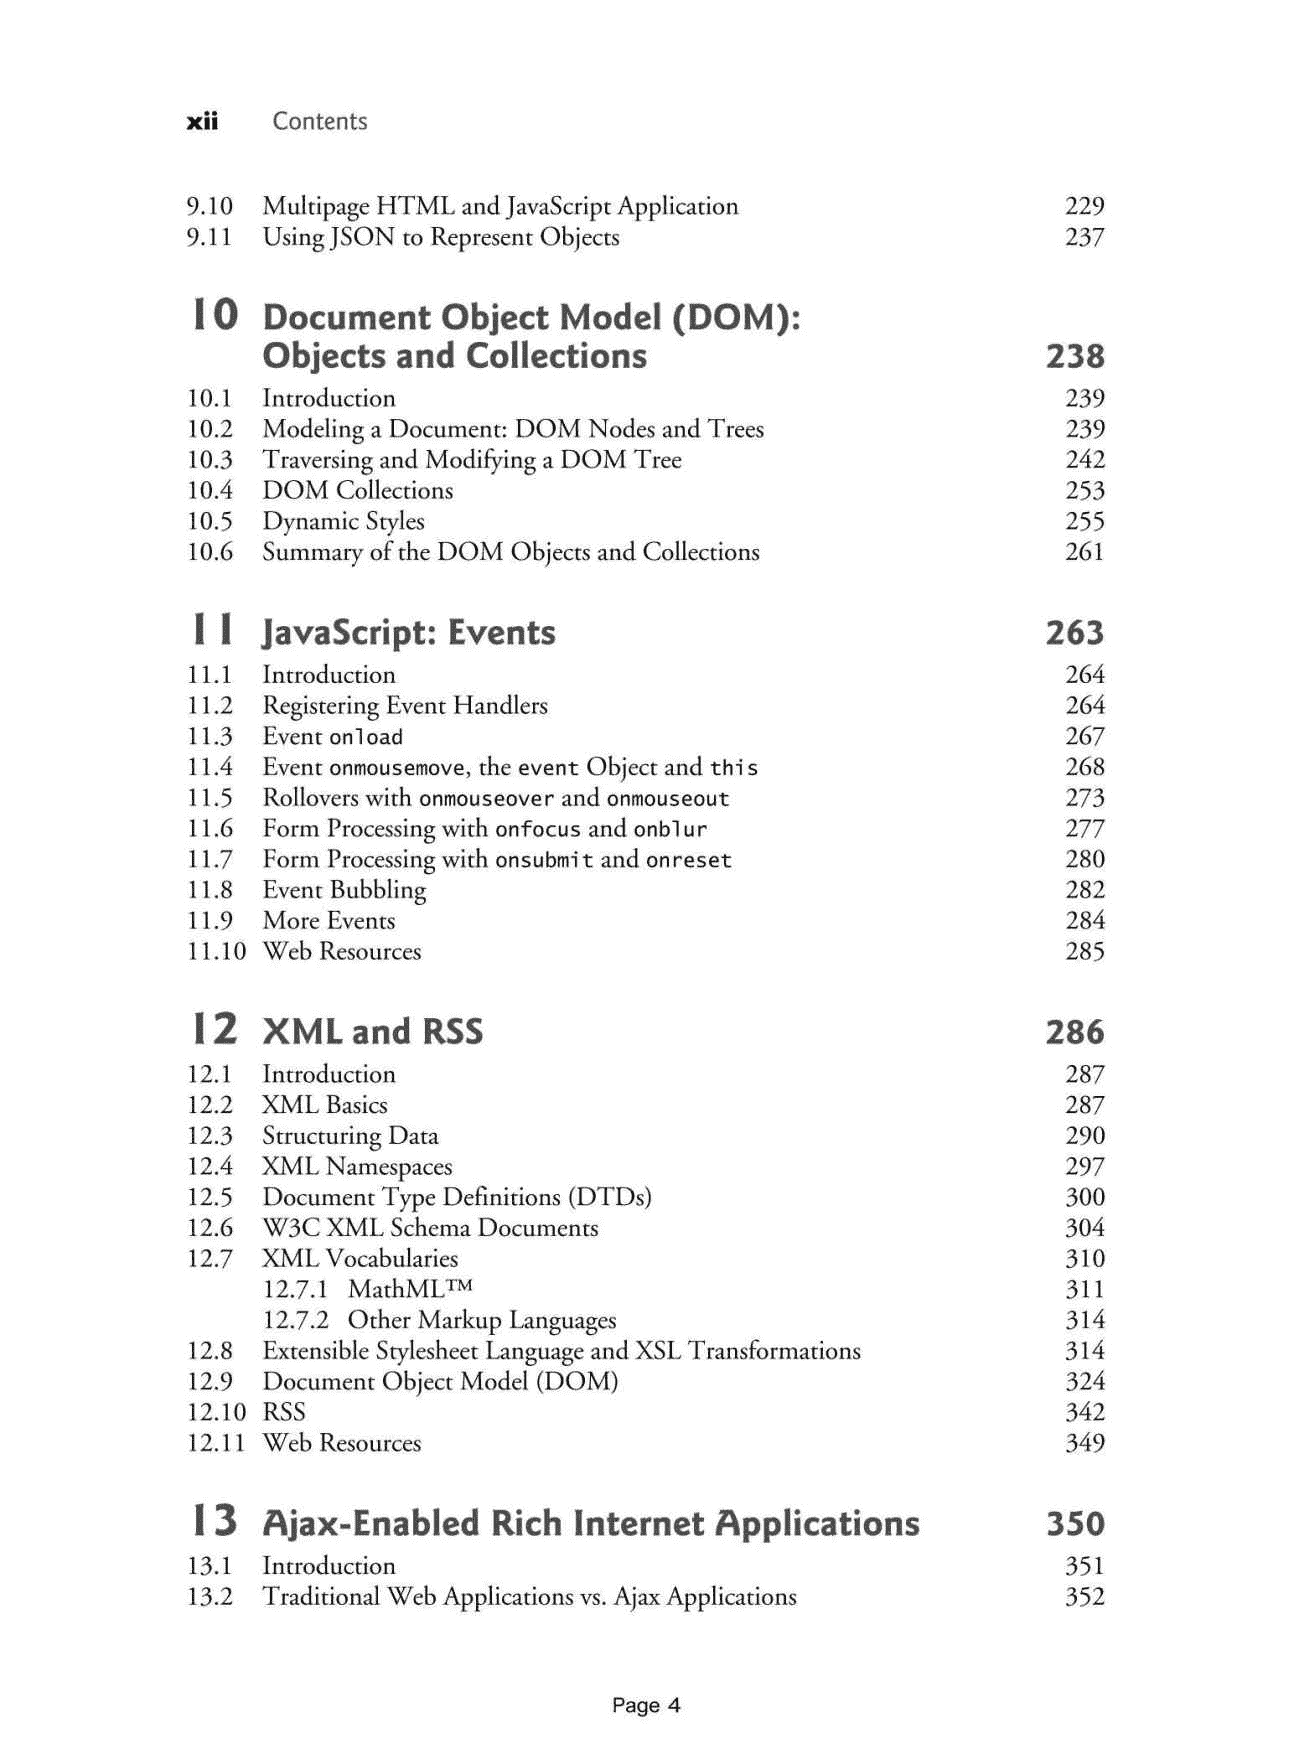 xii Contents
9.10 Multipage HTML and JavaScript Application 229
9.11 Using JSON to Represent Objects 237
10 Document Object Model (DOM):
Objects and Collections 238
10.1 Introduction 239
10.2 Modeling a Document: DOM Nodes and Trees 239
10.3 Traversing and Modifying a DOM Tree 242
10.4 DOM Collections 253
10.5 Dynamic Styles 255
10.6 Summary of the DOM Objects and Collections 261
11 JavaScript: Events 263
11.1 Introduction 264
11.2 Registering Event Handlers 264
11.3 Event onload 267
11.4 Event onmousemove, the event Object and this 268
11.5 Rollovers with onmouseover and onmouseout 273
11.6 Form Processing with onfocus and onblur 277
11.7 Form Processing with onsubmit and onreset 280
11.8 Event Bubbling 282
11.9 More Events 284
11.10 Web Resources 285
12 XML and RSS 286
12.1 Introduction 287
12.2 XML Basics 287
12.3 Structuring Data 290
12.4 XML Namespaces 297
12.5 Document Type Definitions (DTDs) 300
12.6 W3C XML Schema Documents 304
12.7 XML Vocabularies 310
12.7.1 MathML™ 311
12.7.2 Other Markup Languages 314
12.8 Extensible Stylesheet Language and XSL Transformations 314
12.9 Document Object Model (DOM) 324
12.10 RSS 342
12.11 Web Resources 349
13 Ajax-Enabled Rich Internet Applications 350
13.1 Introduction 351
13.2 Traditional Web Applications vs. Ajax Applications 352
Page 4